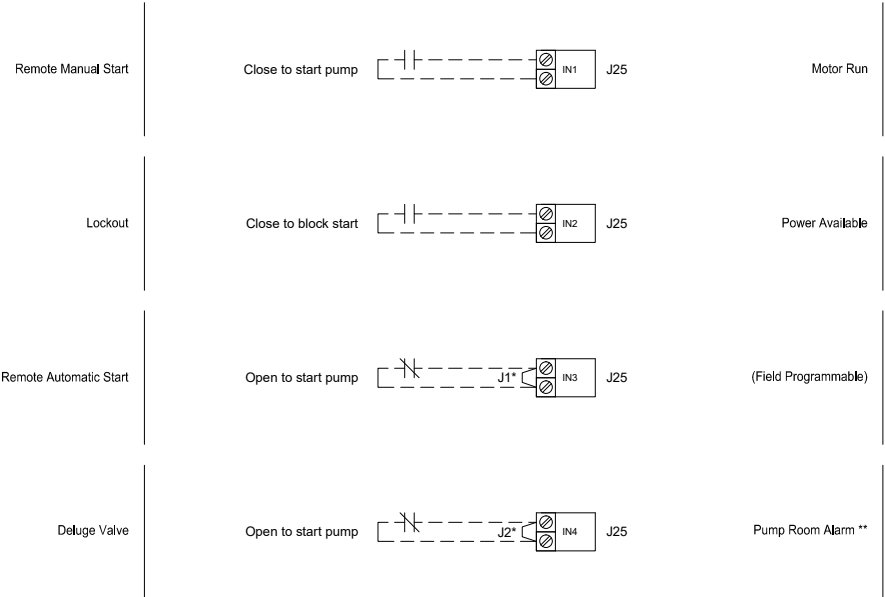 Remote Manual Start Close to start pump IN1 J25 Motor Run
Lockout Close to block start IN2 J25 Power Available
Remote Automatic Start Open to start pump J1* IN3 J25 (Field Programmable)
Deluge Valve Open to start pump J2* IN4 J25 Pump Room Alarm **